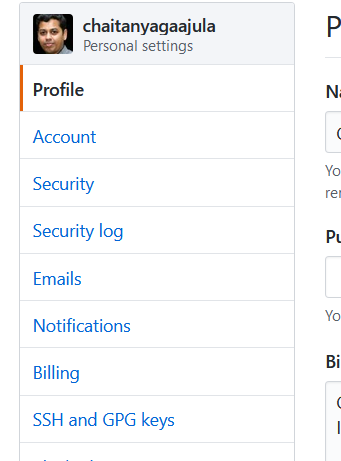 chaitanyagaajula
Personal settings
Profile
Account
Security
Security log
Emails
Notifications
Billing
SSH and GPG keys